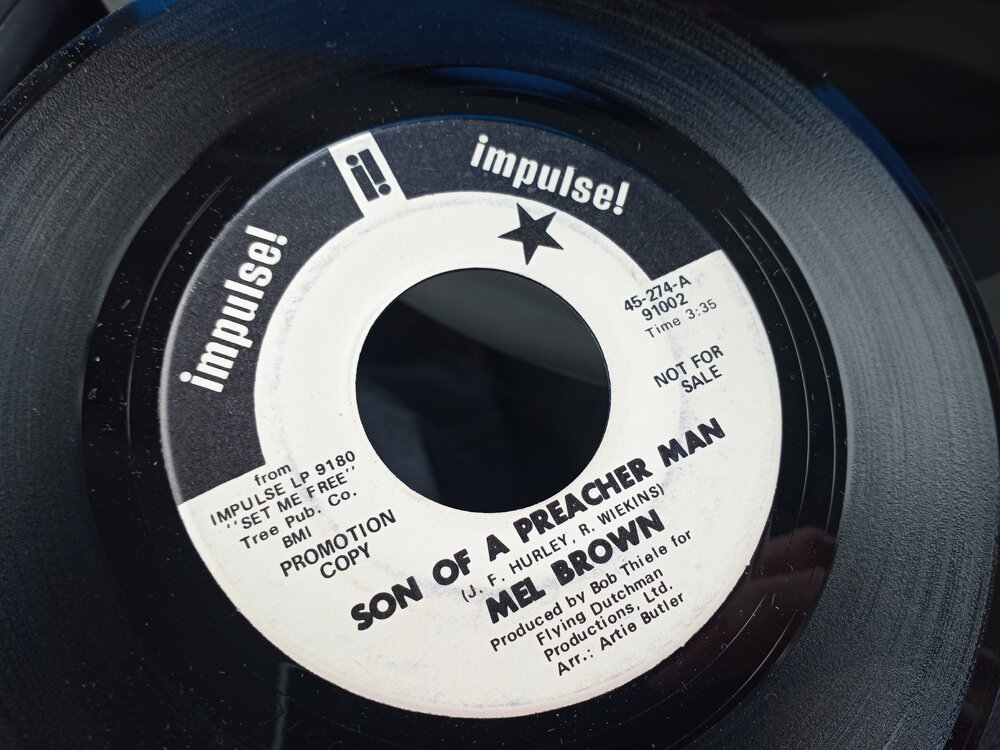 impulse!
i!
impulse!
45-274-A
91002
Time 3:35
NOT FOR
SALE
from
IMPULSE LP 9180
"SET ME FREE"
Tree Pub. Co.
BMI
PROMOTION
COPY
SON OF A PREACHER MAN
(J. F. HURLEY, R. WIEKINS)
MEL BROWN
Produced by Bob Thiele for
Flying Dutchman
Productions, Ltd.
Arr.: Artie Butler